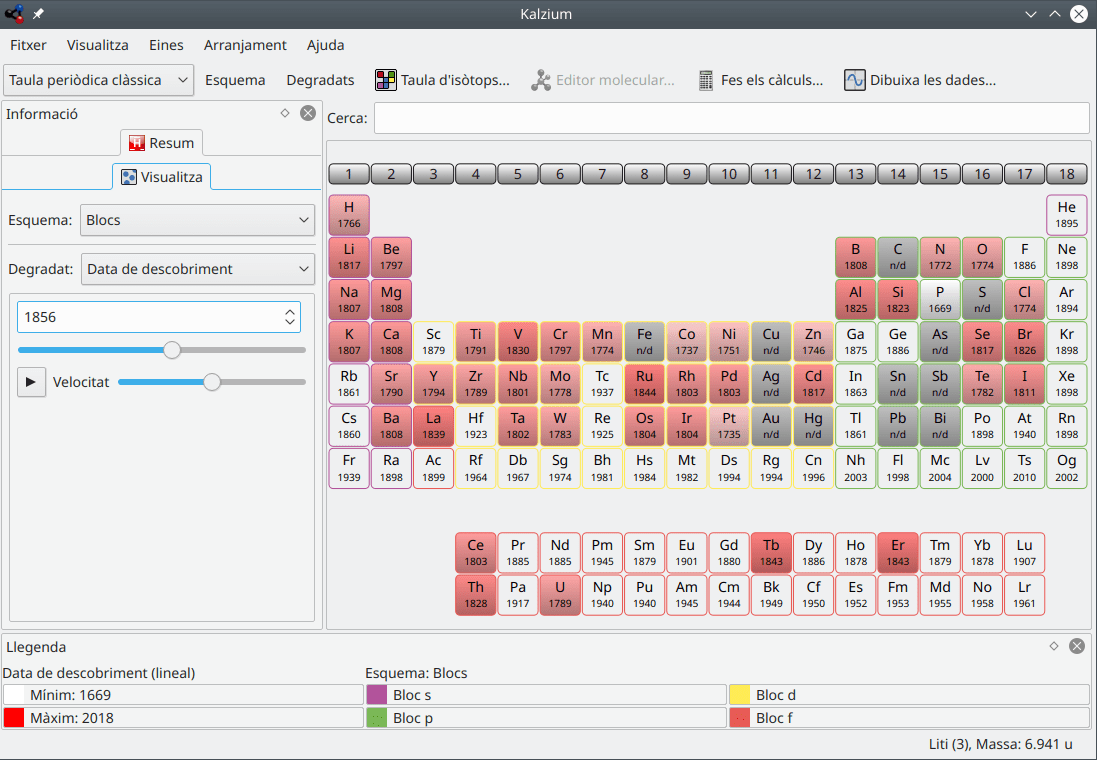 Kalzium
Fitxer Visualitza Eines Arranjament Ajuda
Taula periòdica clàssica Esquema Degradats Taula d'isòtops... Editor molecular... Fes els càlculs... Dibuixa les dades...
Informació
Resum
Visualitza
Esquema: Blocs
Degradat: Data de descobriment
1856
Velocitat
Cerca:
1 2 3 4 5 6 7 8 9 10 11 12 13 14 15 16 17 18
H He
1766 1895
Li Be B C N O F Ne
1817 1797 1808 n/d 1772 1774 1886 1898
Na Mg Al Si P S Cl Ar
1807 1808 1825 1823 1669 n/d 1774 1894
K Ca Sc Ti V Cr Mn Fe Co Ni Cu Zn Ga Ge As Se Br Kr
1807 1808 1879 1791 1830 1797 1774 n/d 1737 1751 n/d 1746 1875 1886 n/d 1817 1826 1898
Rb Sr Y Zr Nb Mo Tc Ru Rh Pd Ag Cd In Sn Sb Te I Xe
1861 1790 1794 1789 1801 1778 1937 1844 1803 1803 n/d 1817 1863 n/d n/d 1782 1811 1898
Cs Ba La Hf Ta W Re Os Ir Pt Au Hg Tl Pb Bi Po At Rn
1860 1808 1839 1923 1802 1783 1925 1804 1804 1735 n/d n/d 1861 n/d n/d 1898 1940 1898
Fr Ra Ac Rf Db Sg Bh Hs Mt Ds Rg Cn Nh Fl Mc Lv Ts Og
1939 1898 1899 1964 1967 1974 1981 1984 1982 1994 1994 1996 2003 1998 2004 2000 2010 2002
Ce Pr Nd Pm Sm Eu Gd Tb Dy Ho Er Tm Yb Lu
1803 1885 1885 1945 1879 1901 1880 1843 1886 1878 1843 1879 1878 1907
Th Pa U Np Pu Am Cm Bk Cf Es Fm Md No Lr
1828 1917 1789 1940 1940 1945 1944 1949 1950 1952 1953 1955 1958 1961
Llegenda
Data de descobriment (lineal) Esquema: Blocs
Mínim: 1669 Bloc s Bloc d
Màxim: 2018 Bloc p Bloc f
Liti (3), Massa: 6.941 u